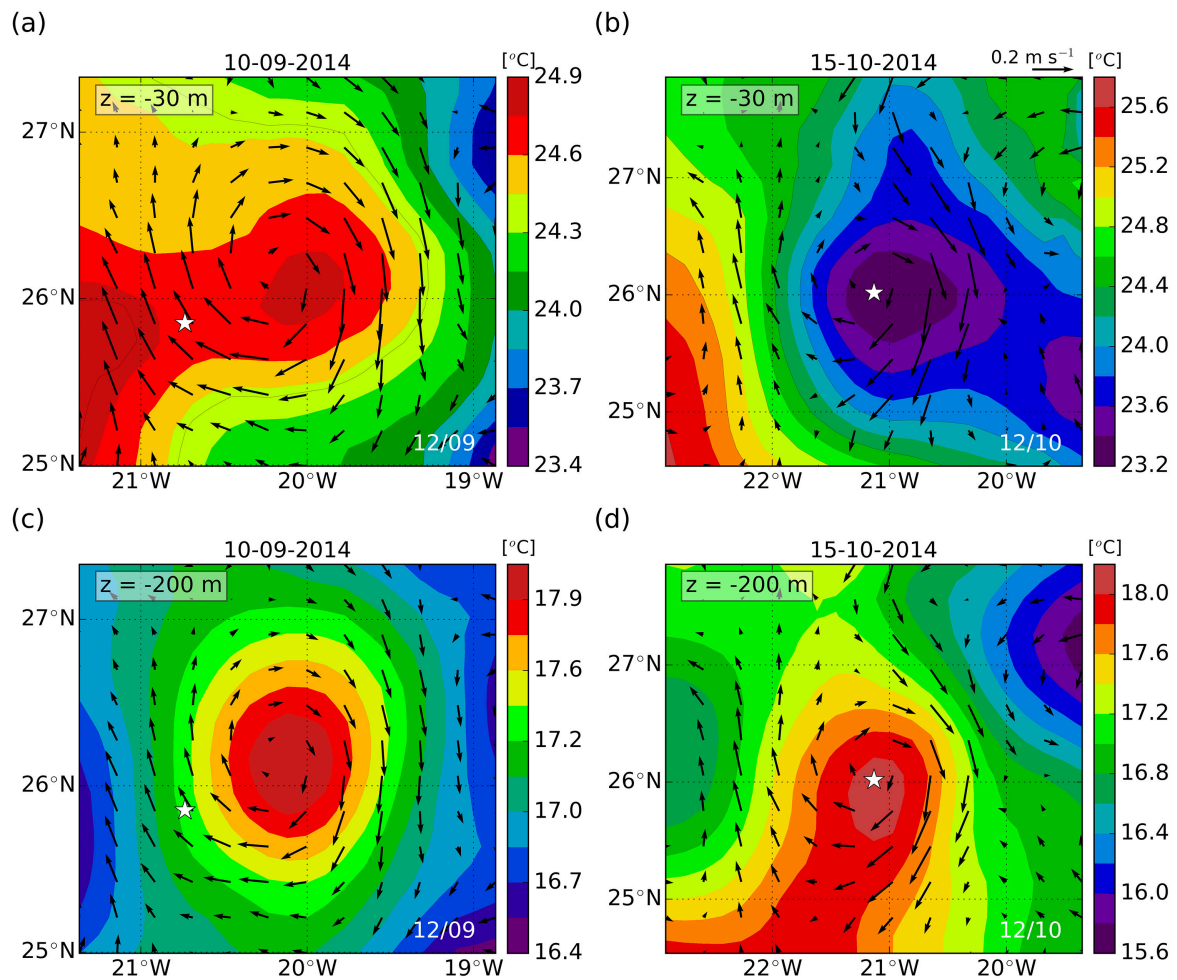 (a)
10-09-2014
[°C]
z = -30 m
27°N
26°N
25°N
21°W
20°W
19°W
12/09
24.9
24.6
24.3
24.0
23.7
23.4
(b)
15-10-2014
0.2 m s⁻¹
[°C]
z = -30 m
27°N
26°N
25°N
22°W
21°W
20°W
12/10
25.6
25.2
24.8
24.4
24.0
23.6
23.2
(c)
10-09-2014
[°C]
z = -200 m
27°N
26°N
25°N
21°W
20°W
19°W
12/09
17.9
17.6
17.2
17.0
16.7
16.4
(d)
15-10-2014
[°C]
z = -200 m
27°N
26°N
25°N
22°W
21°W
20°W
12/10
18.0
17.6
17.2
16.8
16.4
16.0
15.6